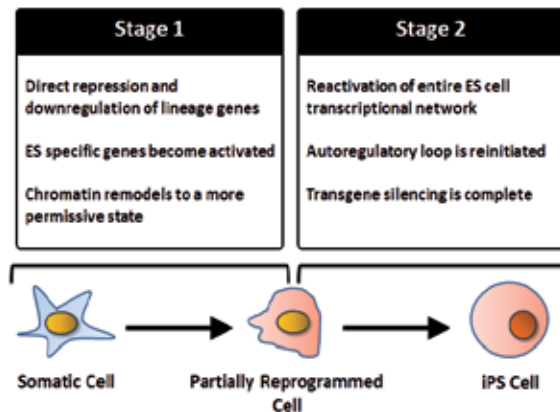 Stage 1
Direct repression and
downregulation of lineage genes
ES specific genes become activated
Chromatin remodels to a more
permissive state
Stage 2
Reactivation of entire ES cell
transcriptional network
Autoregulatory loop is reinitiated
Transgene silencing is complete
Somatic Cell
Partially Reprogrammed
Cell
iPS Cell